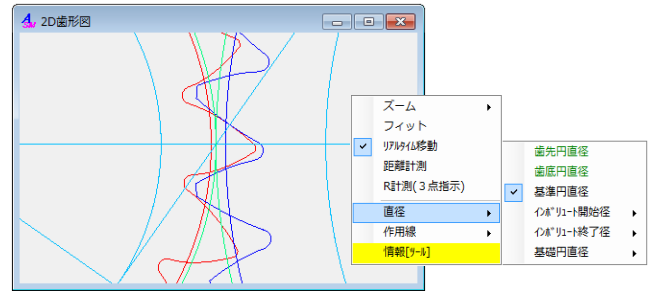 2D歯形図
ズーム
フィット
リアルタイム移動
距離計測
R計測(３点指示)
直径
作用線
情報[ツール]
歯先円直径
歯底円直径
基準円直径
インボリュート開始径
インボリュート終了径
基礎円直径